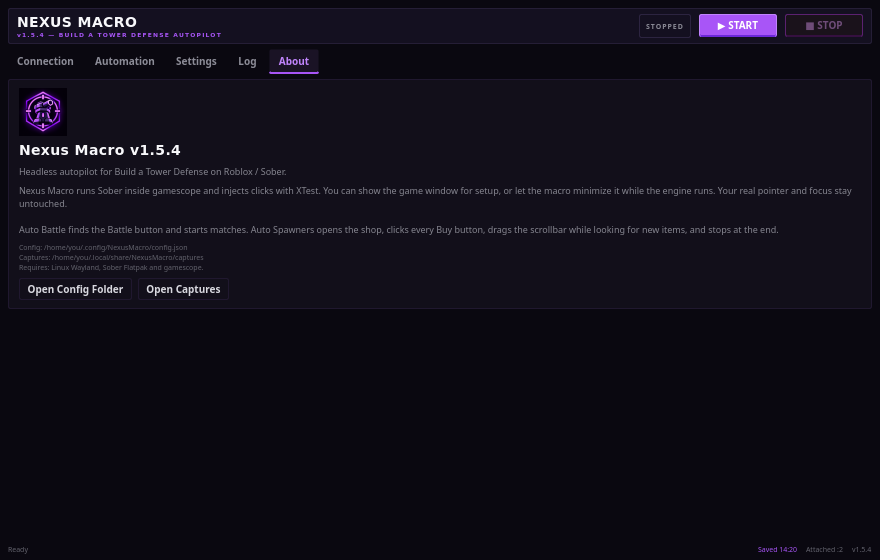 NEXUS MACRO
v1.5.4 — BUILD A TOWER DEFENSE AUTOPILOT
STOPPED
▶ START
■ STOP
Connection
Automation
Settings
Log
About
Nexus Macro v1.5.4
Headless autopilot for Build a Tower Defense on Roblox / Sober.
Nexus Macro runs Sober inside gamescope and injects clicks with XTest. You can show the game window for setup, or let the macro minimize it while the engine runs. Your real pointer and focus stay
untouched.
Auto Battle finds the Battle button and starts matches. Auto Spawners opens the shop, clicks every Buy button, drags the scrollbar while looking for new items, and stops at the end.
Config: /home/you/.config/NexusMacro/config.json
Captures: /home/you/.local/share/NexusMacro/captures
Requires: Linux Wayland, Sober Flatpak and gamescope.
Open Config Folder
Open Captures
Ready
Saved 14:20
Attached :2
v1.5.4